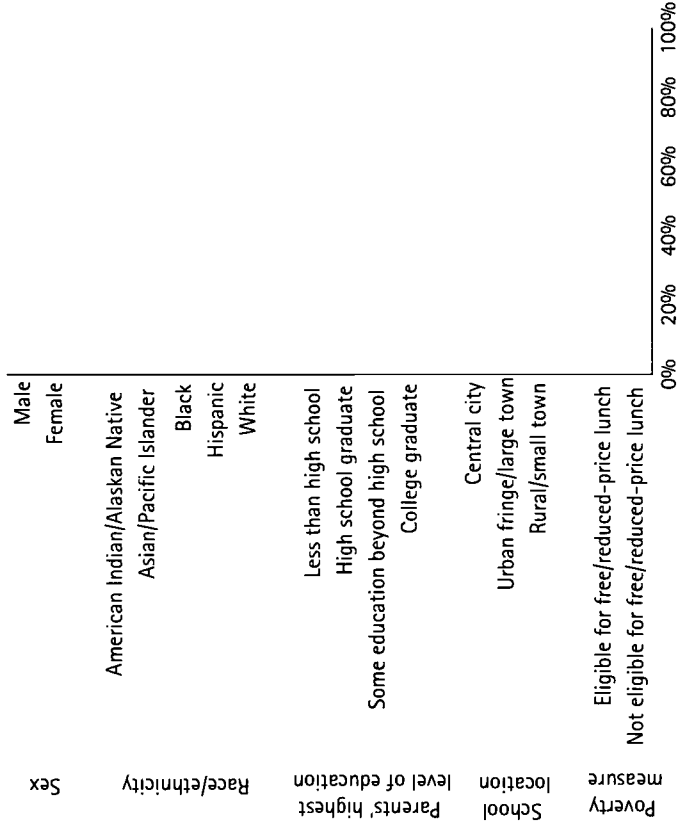 Sex
Male
Female
Race/ethnicity
American Indian/Alaskan Native
Asian/Pacific Islander
Black
Hispanic
White
Parents' highest
level of education
Less than high school
High school graduate
Some education beyond high school
College graduate
School
location
Central city
Urban fringe/large town
Rural/small town
Poverty
measure
Eligible for free/reduced-price lunch
Not eligible for free/reduced-price lunch
0% 20% 40% 60% 80% 100%